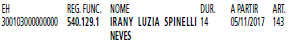 EH REG. FUNC. NOME DUR. A PARTIR ART.
300103000000000 540.129.1 IRANY LUZIA SPINELLI 14 05/11/2017 143
NEVES